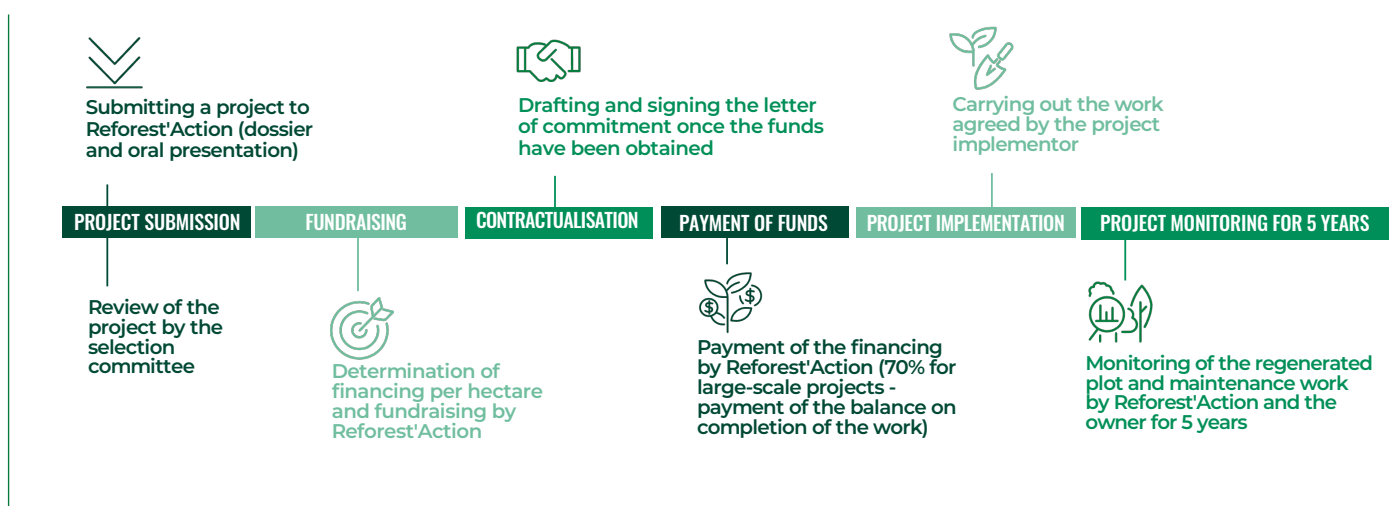 Submitting a project to
Reforest'Action (dossier
and oral presentation)
Drafting and signing the letter
of commitment once the funds
have been obtained
Carrying out the work
agreed by the project
implementor
PROJECT SUBMISSION
FUNDRAISING
CONTRACTUALISATION
PAYMENT OF FUNDS
PROJECT IMPLEMENTATION
PROJECT MONITORING FOR 5 YEARS
Review of the
project by the
selection
committee
Determination of
financing per hectare
and fundraising by
Reforest'Action
$
$
Payment of the financing
by Reforest'Action (70% for
large-scale projects -
payment of the balance on
completion of the work)
Monitoring of the regenerated
plot and maintenance work
by Reforest'Action and the
owner for 5 years